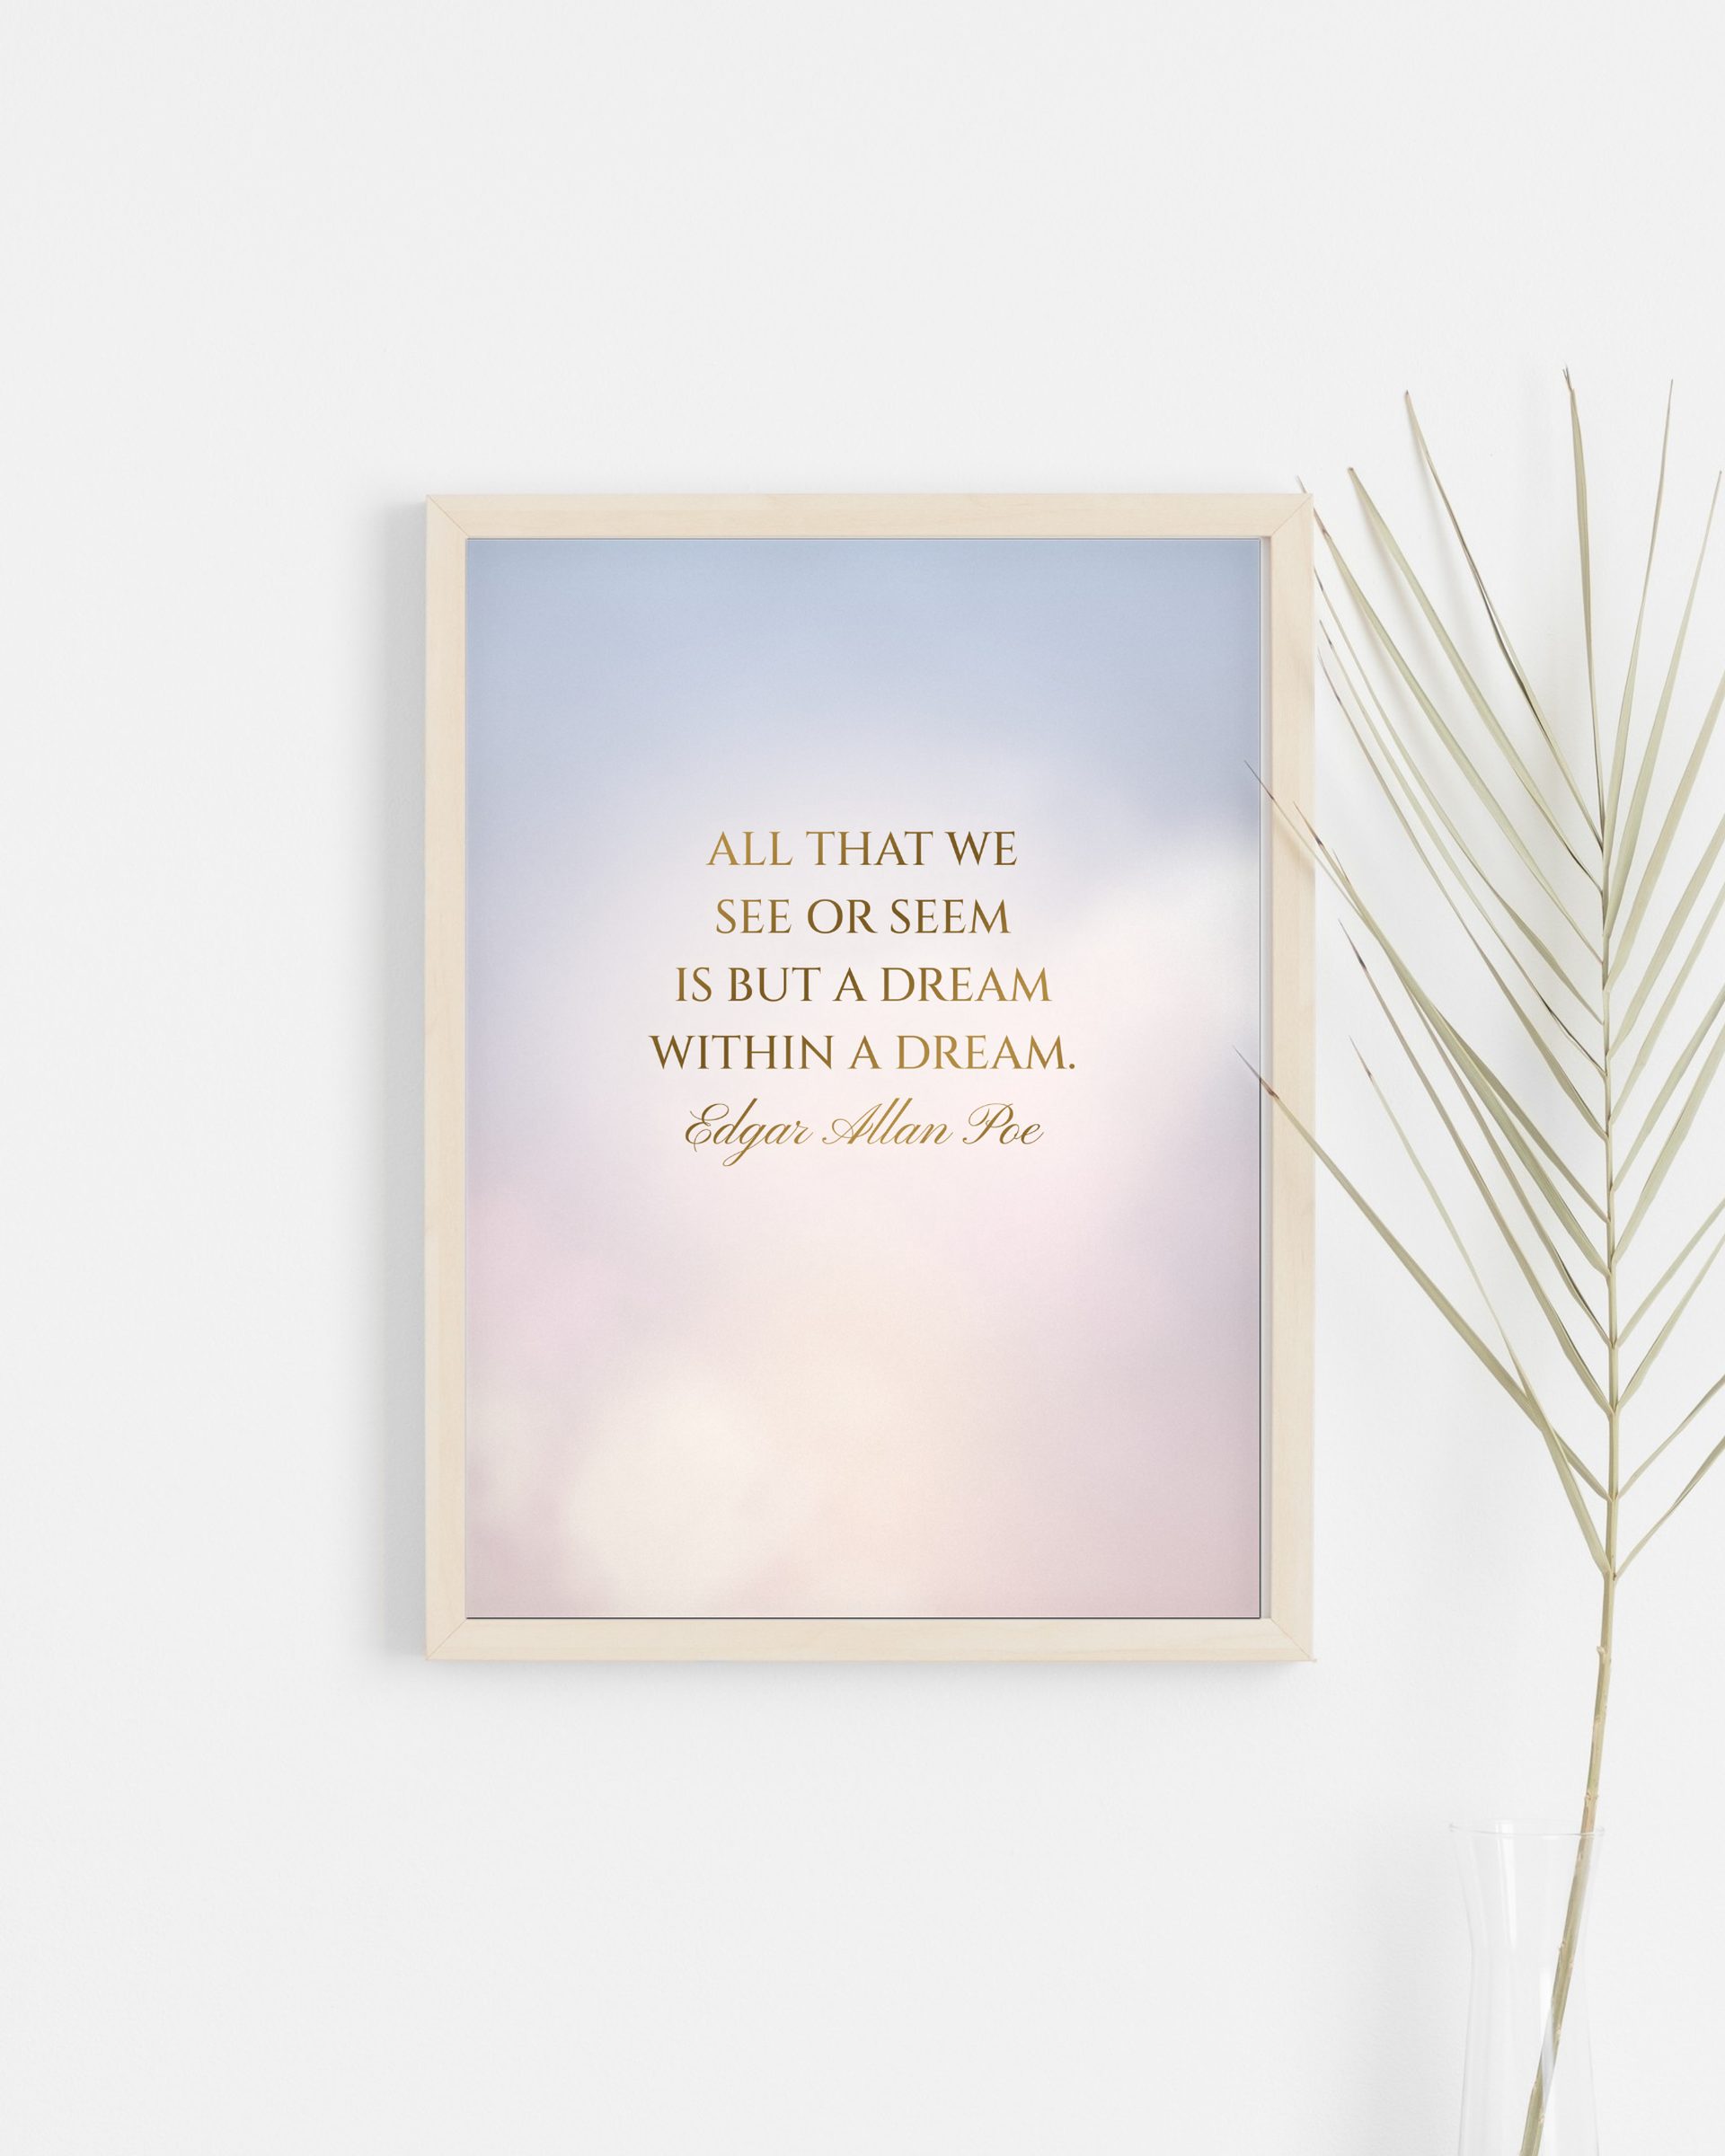 ALL THAT WE
SEE OR SEEM
IS BUT A DREAM
WITHIN A DREAM.
Edgar Allan Poe